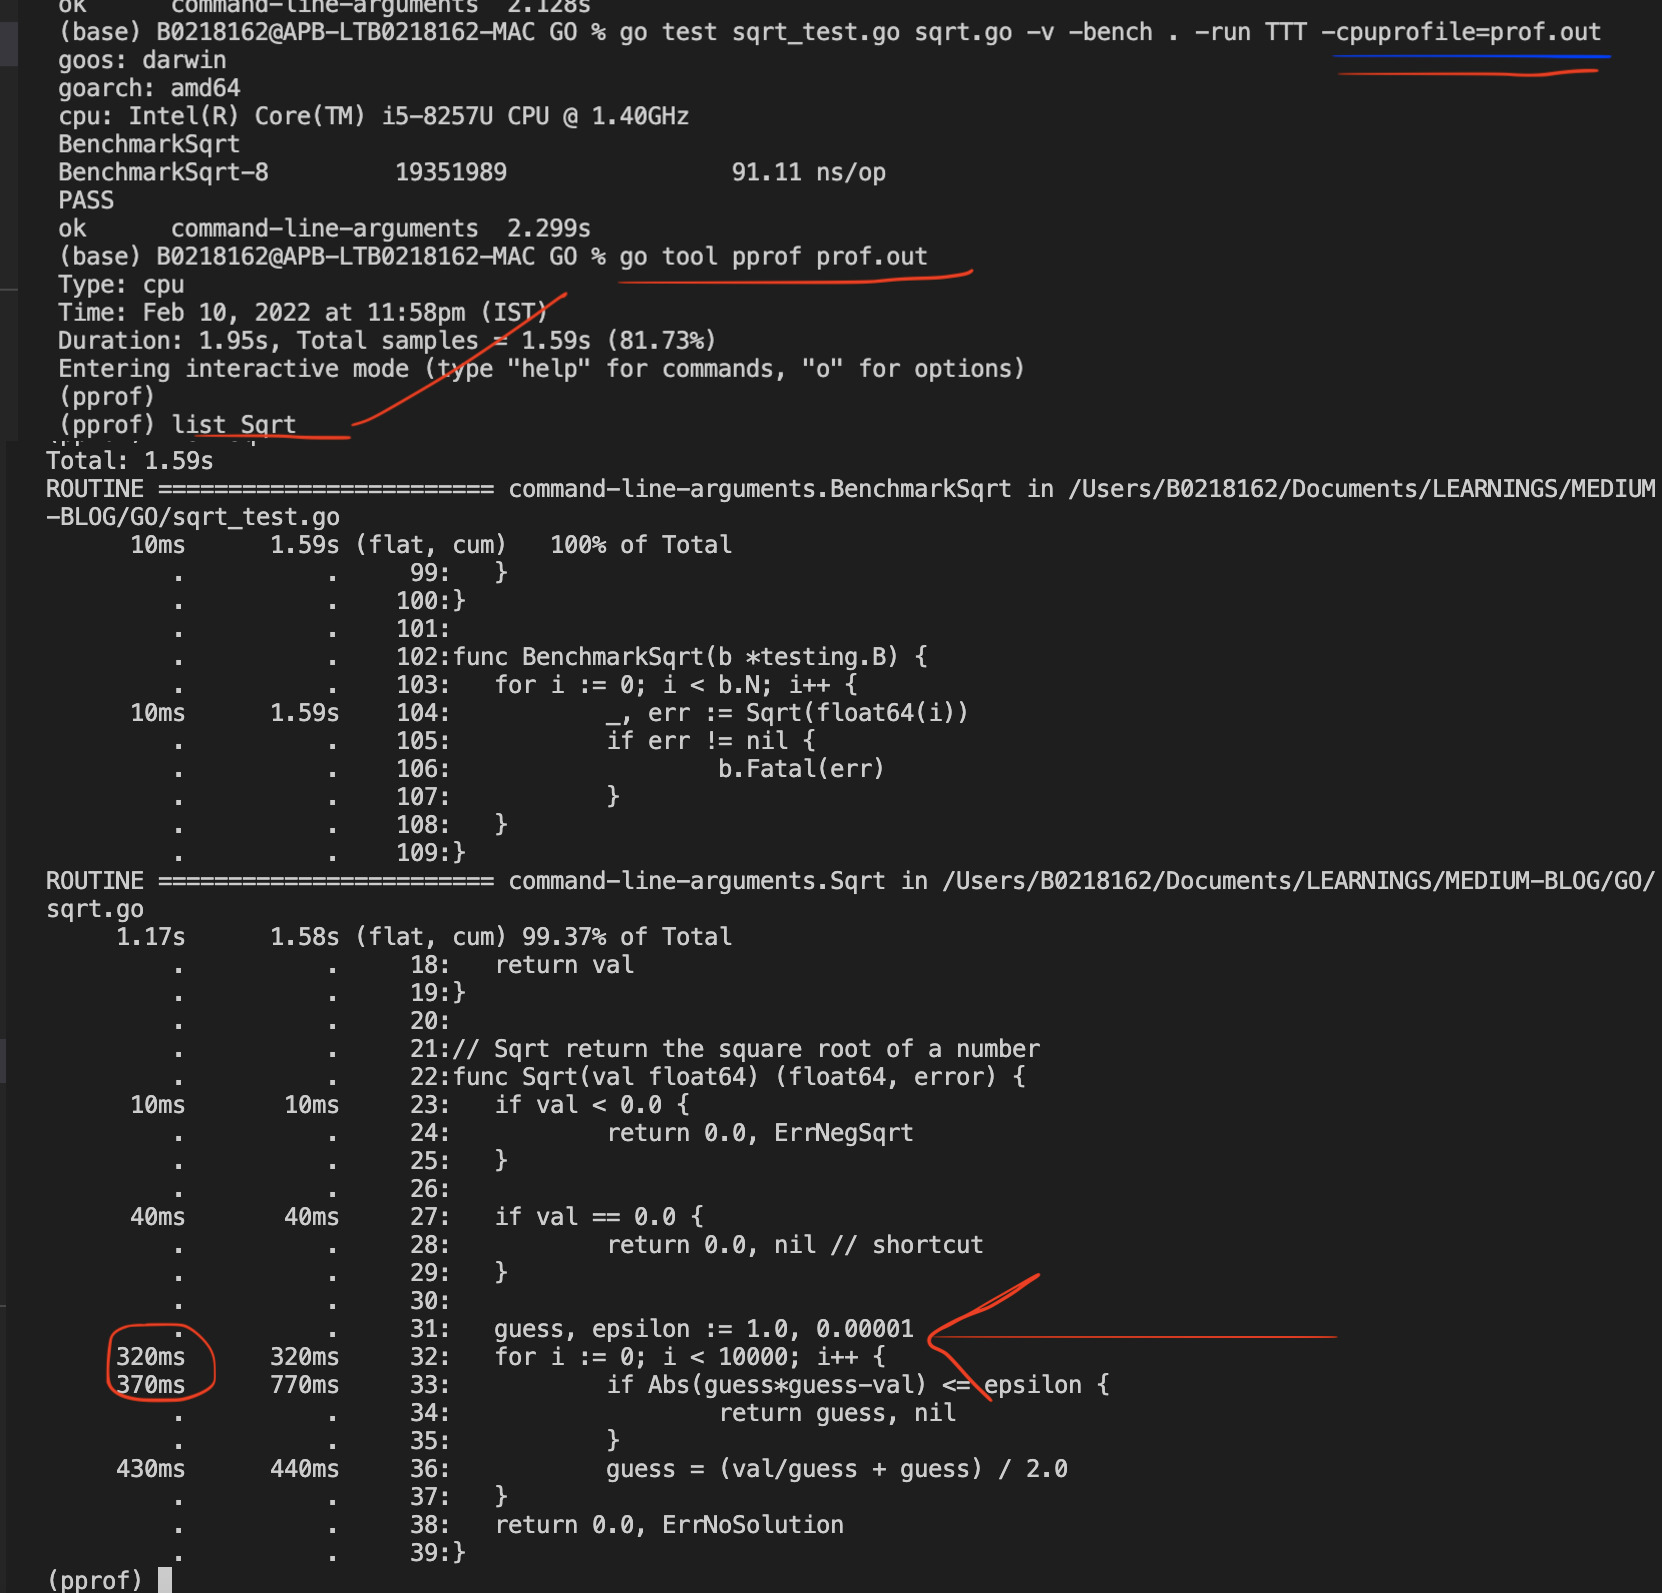 ok      command-line-arguments  2.128s
(base) B0218162@APB-LTB0218162-MAC GO % go test sqrt_test.go sqrt.go -v -bench . -run TTT -cpuprofile=prof.out
goos: darwin
goarch: amd64
cpu: Intel(R) Core(TM) i5-8257U CPU @ 1.40GHz
BenchmarkSqrt
BenchmarkSqrt-8         19351989                91.11 ns/op
PASS
ok      command-line-arguments  2.299s
(base) B0218162@APB-LTB0218162-MAC GO % go tool pprof prof.out
Type: cpu
Time: Feb 10, 2022 at 11:58pm (IST)
Duration: 1.95s, Total samples = 1.59s (81.73%)
Entering interactive mode (type "help" for commands, "o" for options)
(pprof)
(pprof) list Sqrt
Total: 1.59s
ROUTINE ======================== command-line-arguments.BenchmarkSqrt in /Users/B0218162/Documents/LEARNINGS/MEDIUM
-BLOG/GO/sqrt_test.go
      10ms      1.59s (flat, cum)   100% of Total
         .          .     99:   }
         .          .    100:}
         .          .    101:
         .          .    102:func BenchmarkSqrt(b *testing.B) {
         .          .    103:   for i := 0; i < b.N; i++ {
      10ms      1.59s    104:           _, err := Sqrt(float64(i))
         .          .    105:           if err != nil {
         .          .    106:                   b.Fatal(err)
         .          .    107:           }
         .          .    108:   }
         .          .    109:}
ROUTINE ======================== command-line-arguments.Sqrt in /Users/B0218162/Documents/LEARNINGS/MEDIUM-BLOG/GO/
sqrt.go
     1.17s      1.58s (flat, cum) 99.37% of Total
         .          .     18:   return val
         .          .     19:}
         .          .     20:
         .          .     21:// Sqrt return the square root of a number
         .          .     22:func Sqrt(val float64) (float64, error) {
      10ms       10ms     23:   if val < 0.0 {
         .          .     24:           return 0.0, ErrNegSqrt
         .          .     25:   }
         .          .     26:
      40ms       40ms     27:   if val == 0.0 {
         .          .     28:           return 0.0, nil // shortcut
         .          .     29:   }
         .          .     30:
         .          .     31:   guess, epsilon := 1.0, 0.00001
     320ms      320ms     32:   for i := 0; i < 10000; i++ {
     370ms      770ms     33:           if Abs(guess*guess-val) <= epsilon {
         .          .     34:                   return guess, nil
         .          .     35:           }
     430ms      440ms     36:           guess = (val/guess + guess) / 2.0
         .          .     37:   }
         .          .     38:   return 0.0, ErrNoSolution
         .          .     39:}
(pprof)